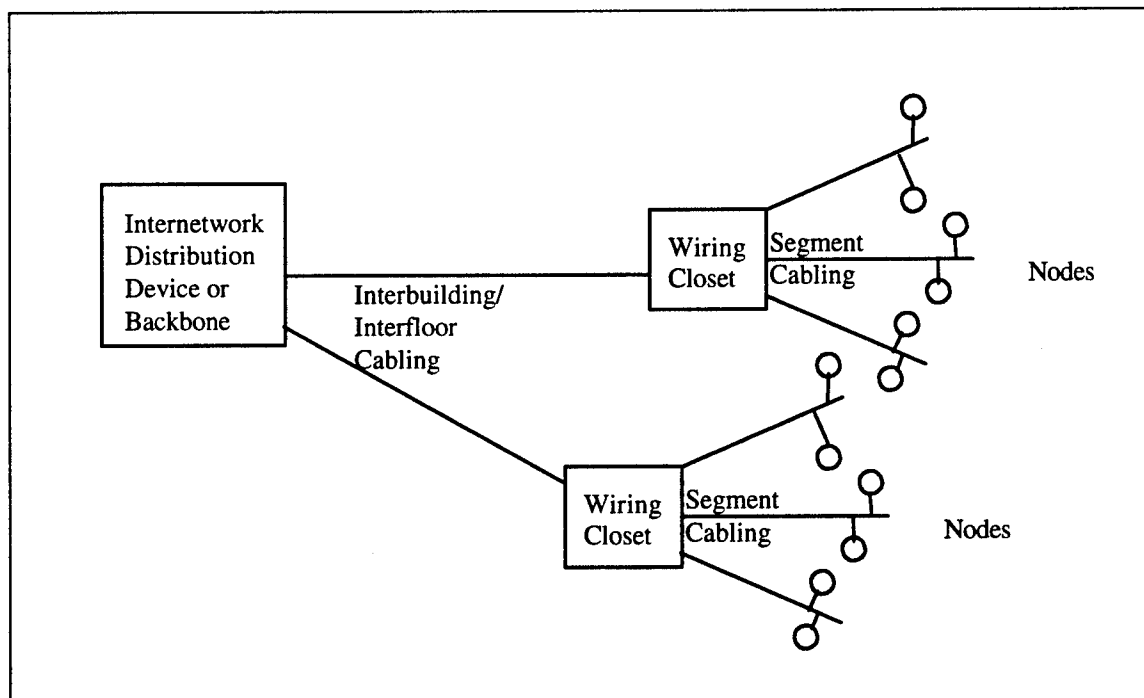 Internetwork
Distribution
Device or
Backbone
Interbuilding/
Interfloor
Cabling
Wiring
Closet
Segment
Cabling
Nodes
Wiring
Closet
Segment
Cabling
Nodes